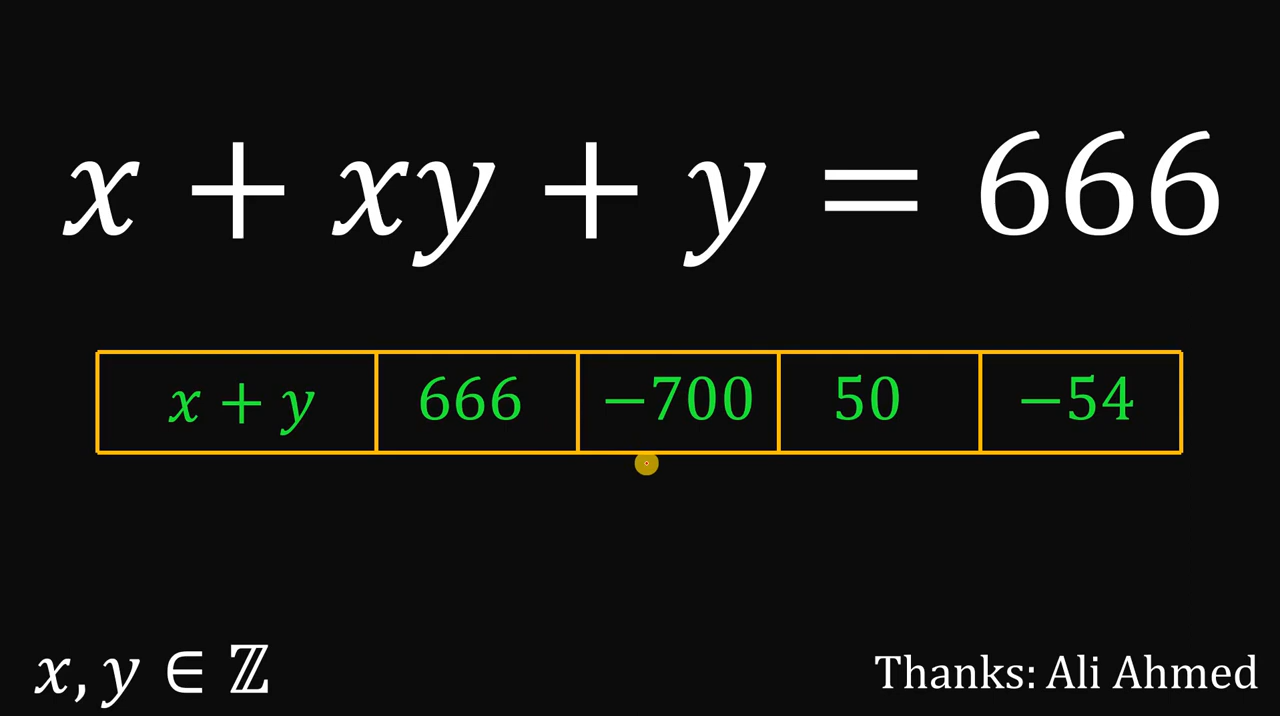 x + xy + y = 666
x + y 666 −700 50 −54
x, y ∈ ℤ
Thanks: Ali Ahmed